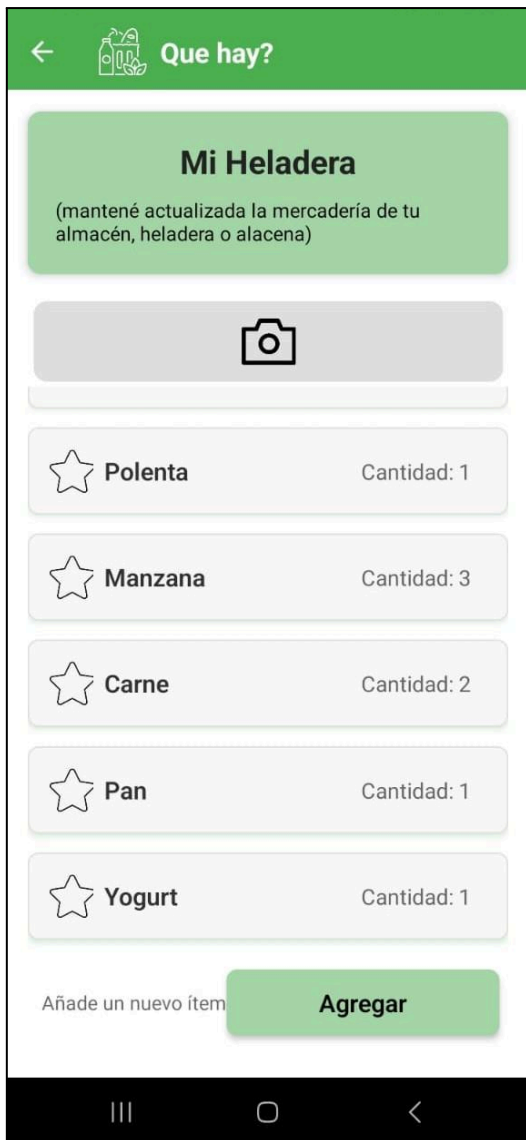 Que hay?
Mi Heladera
(mantené actualizada la mercadería de tu
almacén, heladera o alacena)
Polenta Cantidad: 1
Manzana Cantidad: 3
Carne Cantidad: 2
Pan Cantidad: 1
Yogurt Cantidad: 1
Añade un nuevo ítem Agregar